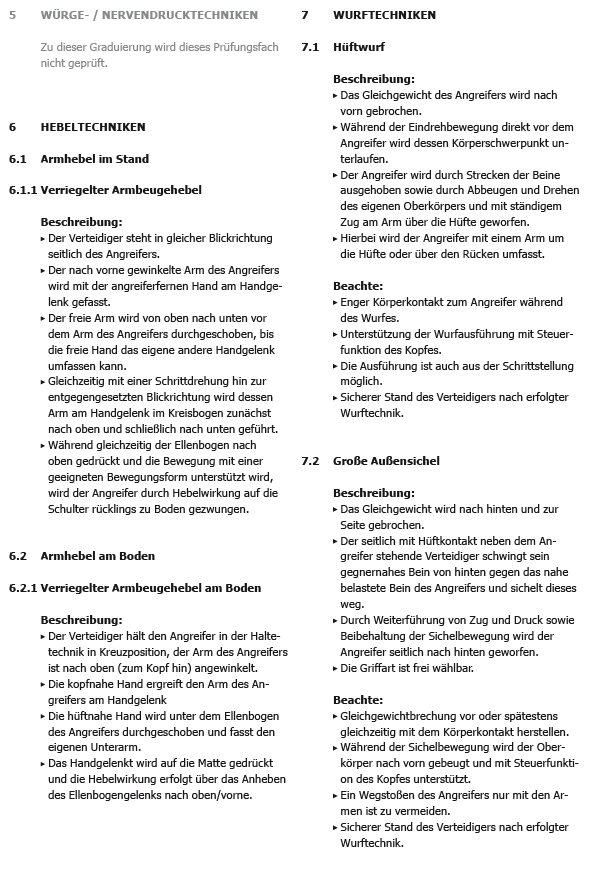 5 WÜRGE- / NERVENDRUCKTECHNIKEN
Zu dieser Graduierung wird dieses Prüfungsfach
nicht geprüft.
6 HEBELTECHNIKEN
6.1 Armhebel im Stand
6.1.1 Verriegelter Armbeugehebel
Beschreibung:
▸ Der Verteidiger steht in gleicher Blickrichtung
seitlich des Angreifers.
▸ Der nach vorne gewinkelte Arm des Angreifers
wird mit der angreiferfernen Hand am Handge-
lenk gefasst.
▸ Der freie Arm wird von oben nach unten vor
dem Arm des Angreifers durchgeschoben, bis
die freie Hand das eigene andere Handgelenk
umfassen kann.
▸ Gleichzeitig mit einer Schrittdrehung hin zur
entgegengesetzten Blickrichtung wird dessen
Arm am Handgelenk im Kreisbogen zunächst
nach oben und schließlich nach unten geführt.
▸ Während gleichzeitig der Ellenbogen nach
oben gedrückt und die Bewegung mit einer
geeigneten Bewegungsform unterstützt wird,
wird der Angreifer durch Hebelwirkung auf die
Schulter rücklings zu Boden gezwungen.
6.2 Armhebel am Boden
6.2.1 Verriegelter Armbeugehebel am Boden
Beschreibung:
▸ Der Verteidiger hält den Angreifer in der Halte-
technik in Kreuzposition, der Arm des Angreifers
ist nach oben (zum Kopf hin) angewinkelt.
▸ Die kopfnahe Hand ergreift den Arm des An-
greifers am Handgelenk
▸ Die hüftnahe Hand wird unter dem Ellenbogen
des Angreifers durchgeschoben und fasst den
eigenen Unterarm.
▸ Das Handgelenkt wird auf die Matte gedrückt
und die Hebelwirkung erfolgt über das Anheben
des Ellenbogengelenks nach oben/vorne.
7 WURFTECHNIKEN
7.1 Hüftwurf
Beschreibung:
▸ Das Gleichgewicht des Angreifers wird nach
vorn gebrochen.
▸ Während der Eindrehbewegung direkt vor dem
Angreifer wird dessen Körperschwerpunkt un-
terlaufen.
▸ Der Angreifer wird durch Strecken der Beine
ausgehoben sowie durch Abbeugen und Drehen
des eigenen Oberkörpers und mit ständigem
Zug am Arm über die Hüfte geworfen.
▸ Hierbei wird der Angreifer mit einem Arm um
die Hüfte oder über den Rücken umfasst.
Beachte:
▸ Enger Körperkontakt zum Angreifer während
des Wurfes.
▸ Unterstützung der Wurfausführung mit Steuer-
funktion des Kopfes.
▸ Die Ausführung ist auch aus der Schrittstellung
möglich.
▸ Sicherer Stand des Verteidigers nach erfolgter
Wurftechnik.
7.2 Große Außensichel
Beschreibung:
▸ Das Gleichgewicht wird nach hinten und zur
Seite gebrochen.
▸ Der seitlich mit Hüftkontakt neben dem An-
greifer stehende Verteidiger schwingt sein
gegnernahes Bein von hinten gegen das nahe
belastete Bein des Angreifers und sichelt dieses
weg.
▸ Durch Weiterführung von Zug und Druck sowie
Beibehaltung der Sichelbewegung wird der
Angreifer seitlich nach hinten geworfen.
▸ Die Griffart ist frei wählbar.
Beachte:
▸ Gleichgewichtbrechung vor oder spätestens
gleichzeitig mit dem Körperkontakt herstellen.
▸ Während der Sichelbewegung wird der Ober-
körper nach vorn gebeugt und mit Steuerfunkti-
on des Kopfes unterstützt.
▸ Ein Wegstoßen des Angreifers nur mit den Ar-
men ist zu vermeiden.
▸ Sicherer Stand des Verteidigers nach erfolgter
Wurftechnik.